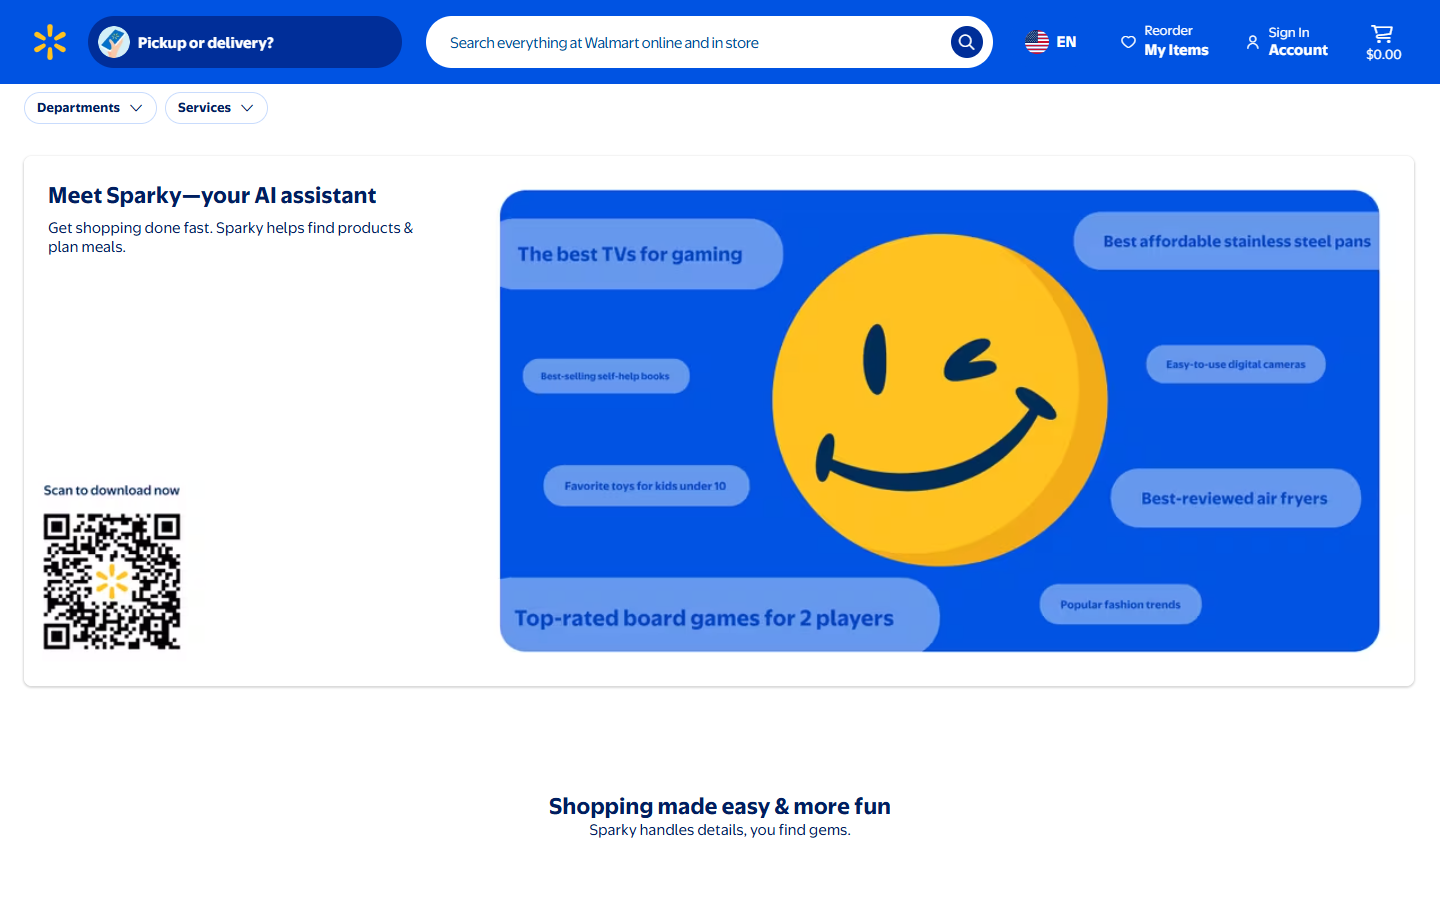 Pickup or delivery?
Search everything at Walmart online and in store
EN
Reorder
My Items
Sign In
Account
$0.00
Departments
Services
Meet Sparky—your AI assistant
Get shopping done fast. Sparky helps find products &
plan meals.
Scan to download now
The best TVs for gaming
Best affordable stainless steel pans
Best-selling self-help books
Easy-to-use digital cameras
Favorite toys for kids under 10
Best-reviewed air fryers
Top-rated board games for 2 players
Popular fashion trends
Shopping made easy & more fun
Sparky handles details, you find gems.